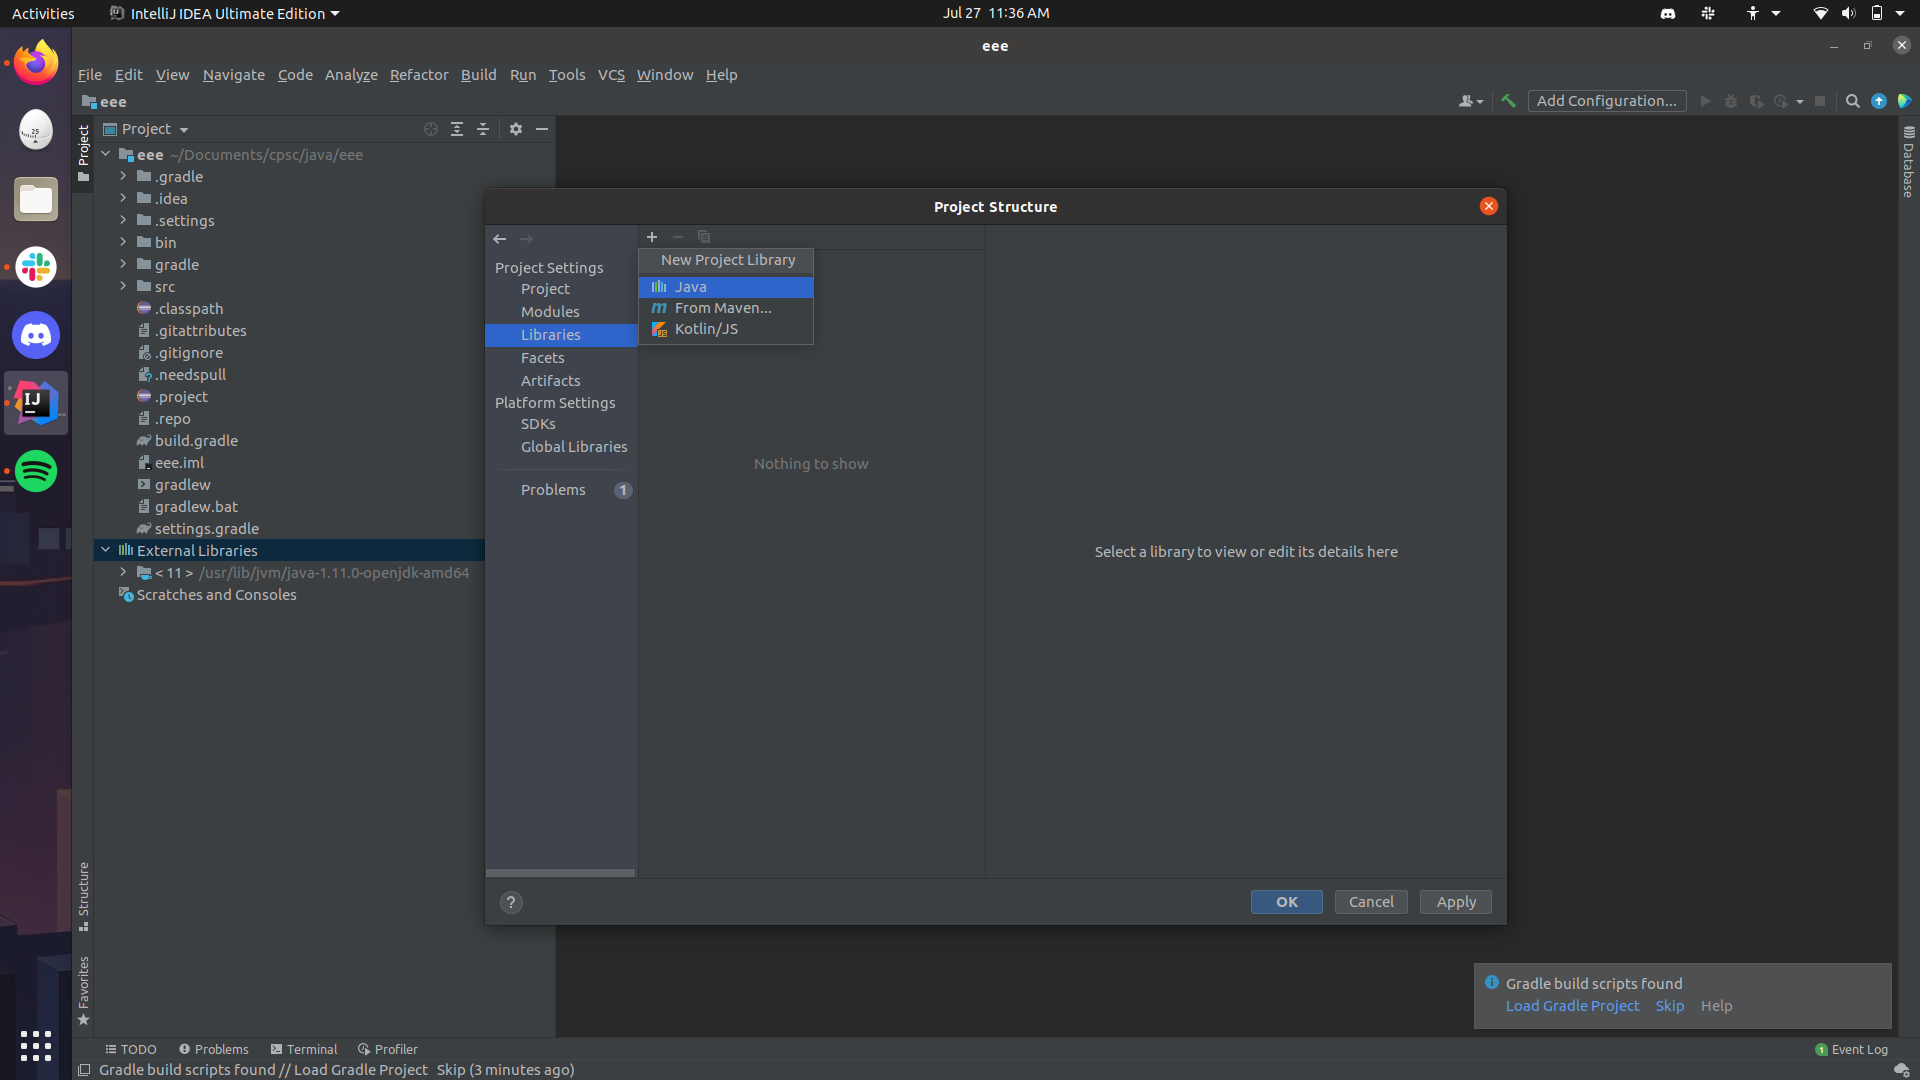 Activities
IntelliJ IDEA Ultimate Edition
Jul 27 11:36 AM
eee
File Edit View Navigate Code Analyze Refactor Build Run Tools VCS Window Help
eee
Add Configuration...
Project
Project
Database
25
eee ~/Documents/cpsc/java/eee
.gradle
.idea
.settings
bin
gradle
src
.classpath
.gitattributes
.gitignore
.needspull
.project
.repo
build.gradle
eee.iml
gradlew
gradlew.bat
settings.gradle
External Libraries
< 11 > /usr/lib/jvm/java-1.11.0-openjdk-amd64
Scratches and Consoles
IJ
Project Structure
Project Settings
Project
Modules
Libraries
Facets
Artifacts
Platform Settings
SDKs
Global Libraries
Problems 1
New Project Library
Java
m From Maven...
JS Kotlin/JS
Nothing to show
Select a library to view or edit its details here
?
OK
Cancel
Apply
Structure
Favorites
Gradle build scripts found
Load Gradle Project Skip Help
TODO Problems Terminal Profiler
1 Event Log
Gradle build scripts found // Load Gradle Project Skip (3 minutes ago)